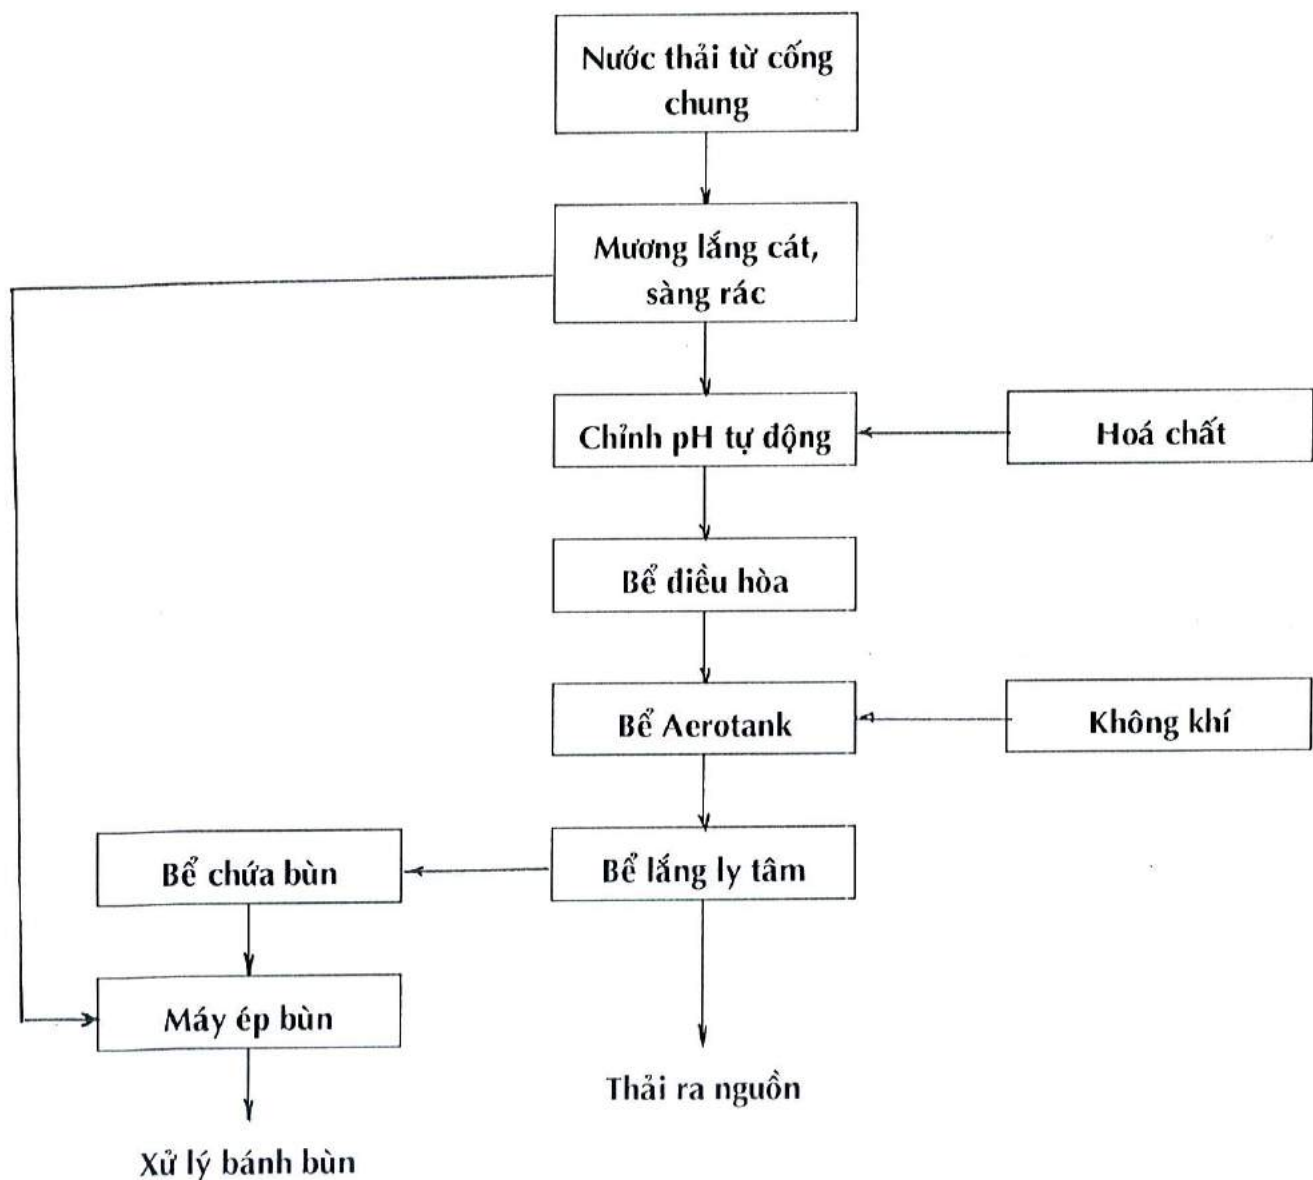 Nước thải từ cống
chung
Mương lắng cát,
sàng rác
Chỉnh pH tự động
Hoá chất
Bể điều hòa
Bể Aerotank
Không khí
Bể chứa bùn
Bể lắng ly tâm
Máy ép bùn
Thải ra nguồn
Xử lý bánh bùn